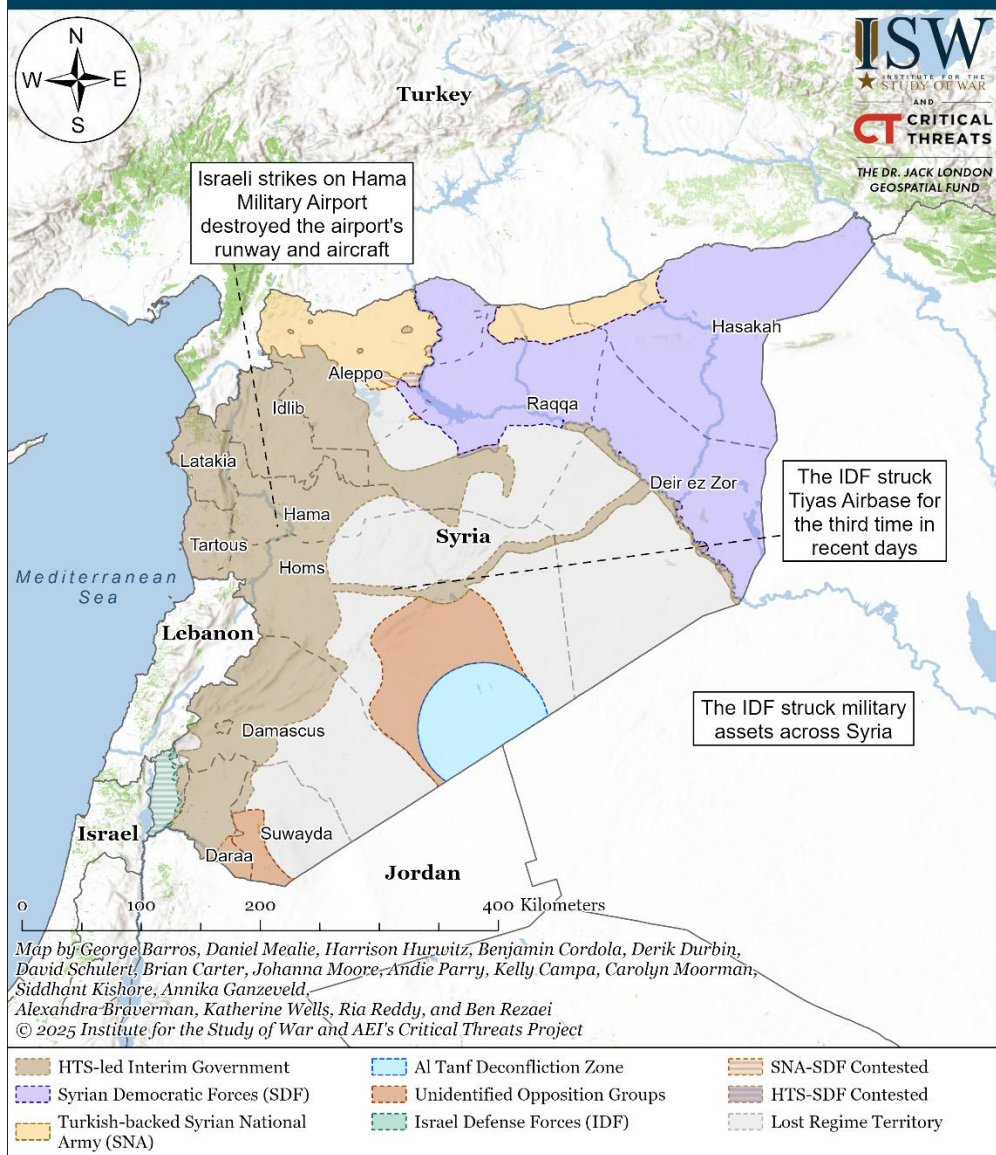 N
W
E
S
ISW
INSTITUTE FOR THE
STUDY OF WAR
AND
CT CRITICAL
THREATS
THE DR. JACK LONDON
GEOSPATIAL FUND
Turkey
Israeli strikes on Hama
Military Airport
destroyed the airport's
runway and aircraft
Hasakah
Aleppo
Idlib
Raqqa
Latakia
Deir ez Zor
The IDF struck
Tiyas Airbase for
the third time in
recent days
Hama
Syria
Tartous
Homs
Mediterranean
Sea
Lebanon
The IDF struck military
assets across Syria
Damascus
Israel
Suwayda
Daraa
Jordan
0 100 200 400 Kilometers
Map by George Barros, Daniel Mealie, Harrison Hurwitz, Benjamin Cordola, Derik Durbin,
David Schulert, Brian Carter, Johanna Moore, Andie Parry, Kelly Campa, Carolyn Moorman,
Siddhant Kishore, Annika Ganzeveld,
Alexandra Braverman, Katherine Wells, Ria Reddy, and Ben Rezaei
© 2025 Institute for the Study of War and AEI's Critical Threats Project
HTS-led Interim Government
Syrian Democratic Forces (SDF)
Turkish-backed Syrian National
Army (SNA)
Al Tanf Deconfliction Zone
Unidentified Opposition Groups
Israel Defense Forces (IDF)
SNA-SDF Contested
HTS-SDF Contested
Lost Regime Territory